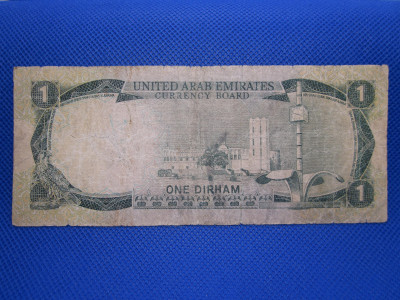 1 UNITED ARAB EMIRATES 1
CURRENCY BOARD
ONE DIRHAM
1